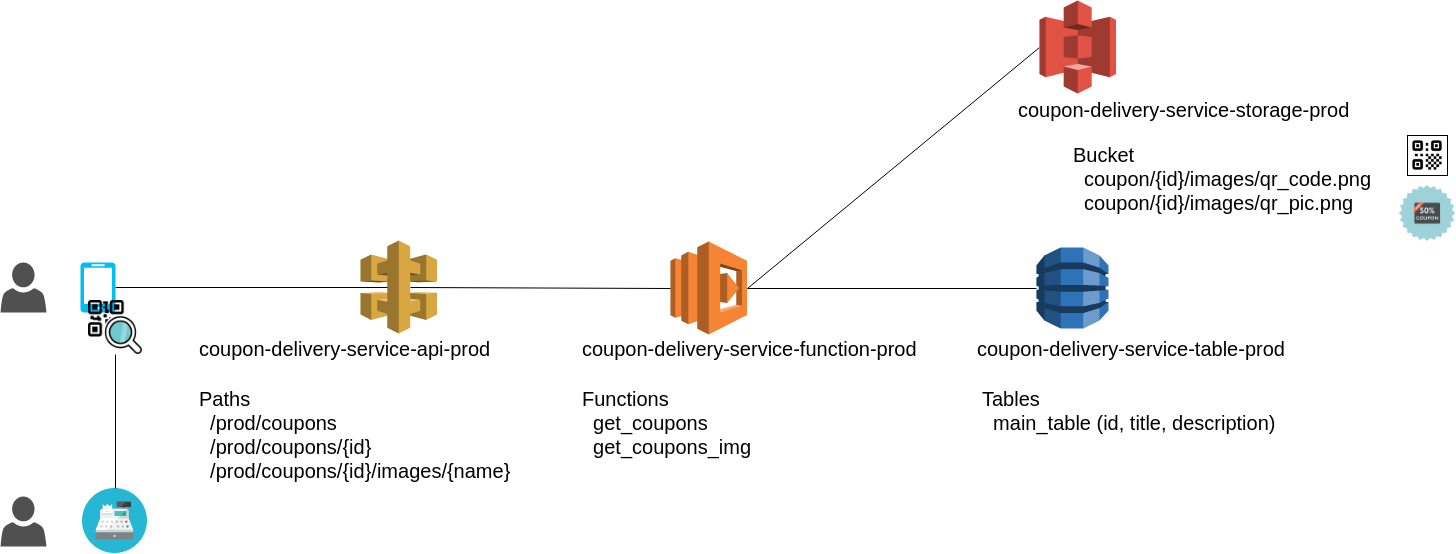 coupon-delivery-service-storage-prod
Bucket
coupon/{id}/images/qr_code.png
coupon/{id}/images/qr_pic.png
50%
COUPON
coupon-delivery-service-api-prod
Paths
/prod/coupons
/prod/coupons/{id}
/prod/coupons/{id}/images/{name}
coupon-delivery-service-function-prod
Functions
get_coupons
get_coupons_img
coupon-delivery-service-table-prod
Tables
main_table (id, title, description)